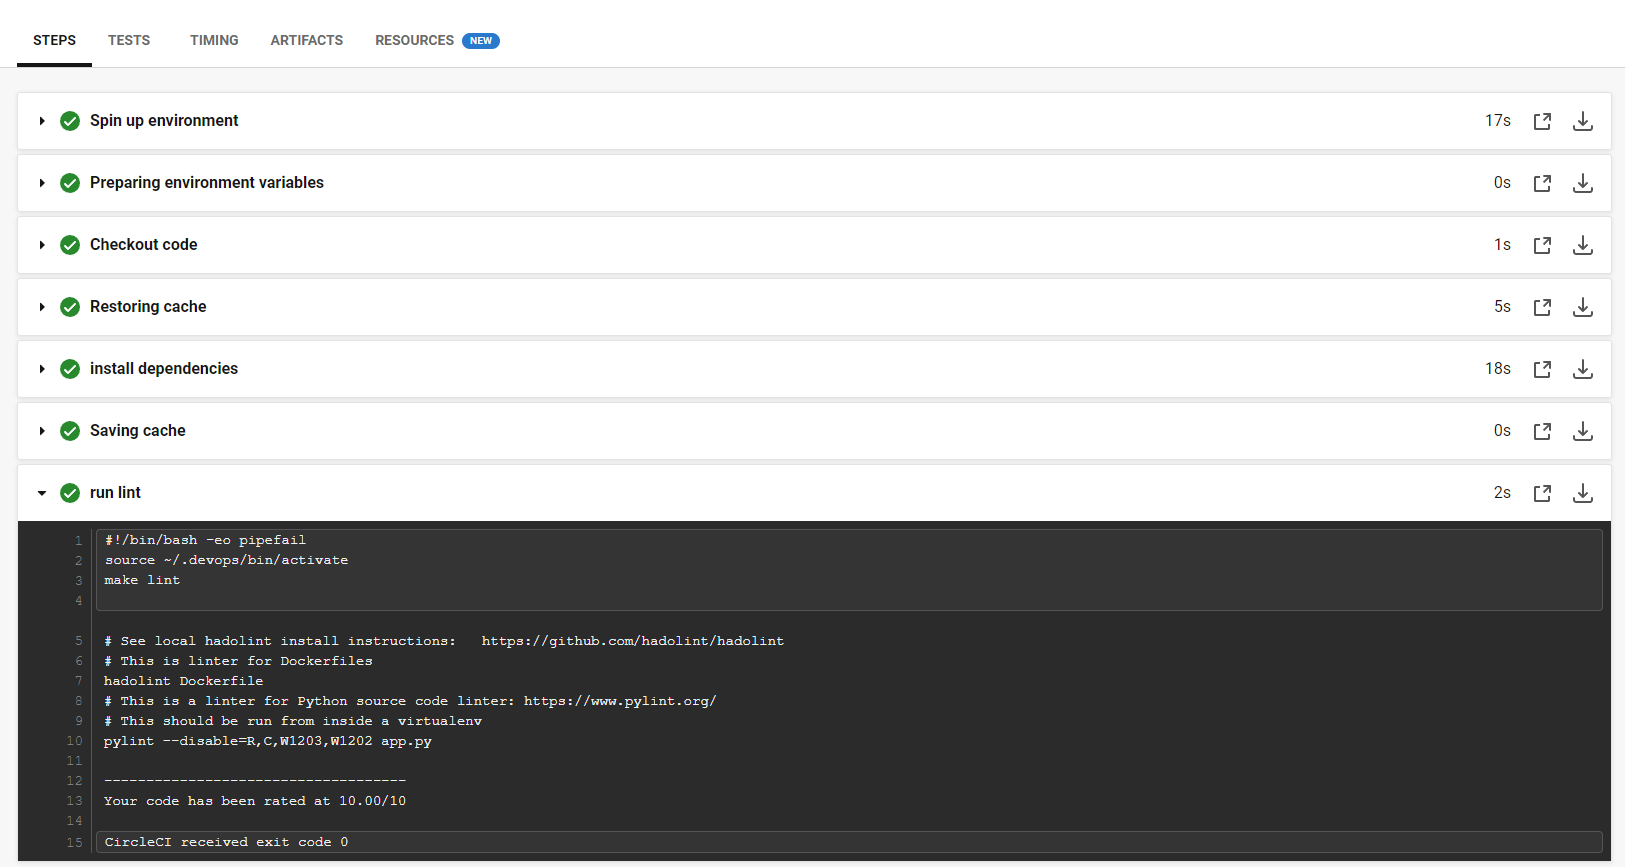 STEPS TESTS TIMING ARTIFACTS RESOURCES NEW
Spin up environment 17s
Preparing environment variables 0s
Checkout code 1s
Restoring cache 5s
install dependencies 18s
Saving cache 0s
run lint 2s
1 #!/bin/bash -eo pipefail
2 source ~/.devops/bin/activate
3 make lint
4
5 # See local hadolint install instructions:   https://github.com/hadolint/hadolint
6 # This is linter for Dockerfiles
7 hadolint Dockerfile
8 # This is a linter for Python source code linter: https://www.pylint.org/
9 # This should be run from inside a virtualenv
10 pylint --disable=R,C,W1203,W1202 app.py
11
12 ------------------------------------
13 Your code has been rated at 10.00/10
14
15 CircleCI received exit code 0